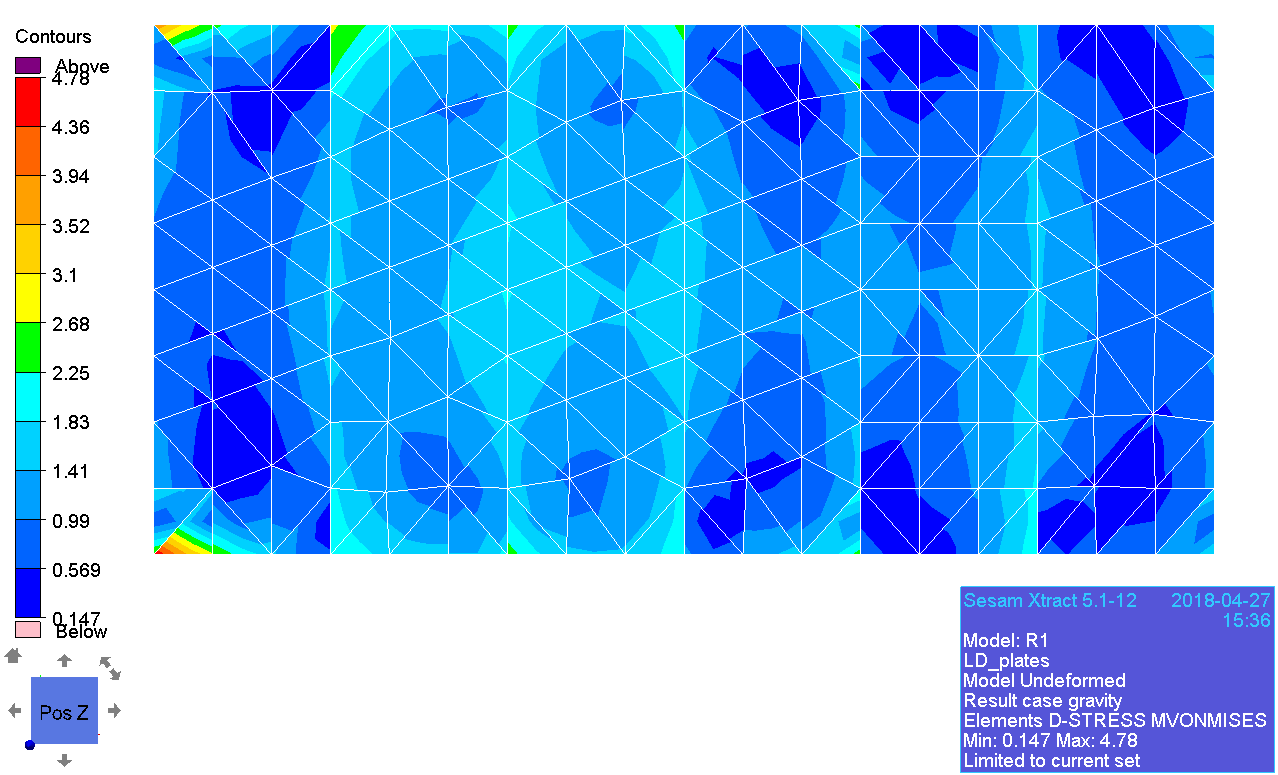 Contours
Above
4.78
4.36
3.94
3.52
3.1
2.68
2.25
1.83
1.41
0.99
0.569
0.147
Below
Pos Z
Sesam Xtract 5.1-12 2018-04-27
15:36
Model: R1
LD_plates
Model Undeformed
Result case gravity
Elements D-STRESS MVONMISES
Min: 0.147 Max: 4.78
Limited to current set